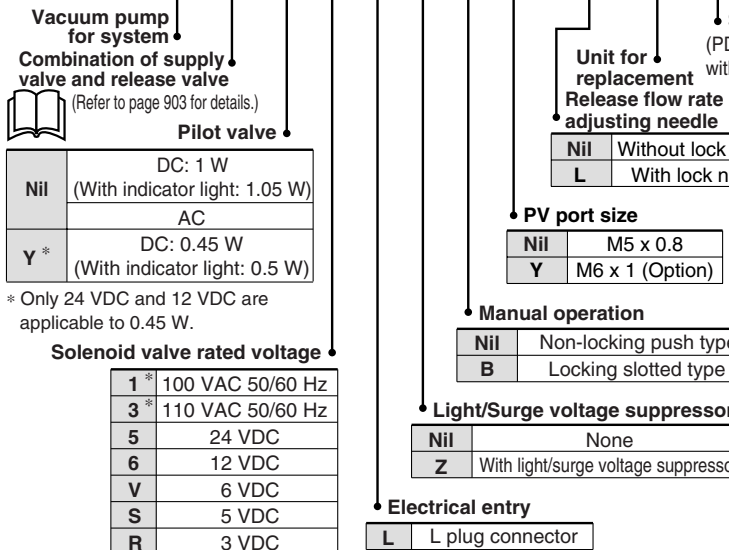 Vacuum pump
for system
Combination of supply
valve and release valve
(Refer to page 903 for details.)
Pilot valve
Nil
DC: 1 W
(With indicator light: 1.05 W)
AC
Y *
DC: 0.45 W
(With indicator light: 0.5 W)
* Only 24 VDC and 12 VDC are
applicable to 0.45 W.
Solenoid valve rated voltage
1 * 100 VAC 50/60 Hz
3 * 110 VAC 50/60 Hz
5 24 VDC
6 12 VDC
V 6 VDC
S 5 VDC
R 3 VDC
(PD
with
Unit for
replacement
Release flow rate
adjusting needle
Nil Without lock
L With lock n
PV port size
Nil M5 x 0.8
Y M6 x 1 (Option)
Manual operation
Nil Non-locking push type
B Locking slotted type
Light/Surge voltage suppressor
Nil None
Z With light/surge voltage suppresso
Electrical entry
L L plug connector